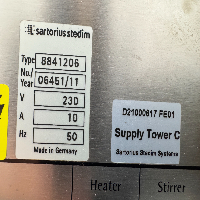 sartorius stedim
Type 8841206
No./Year 06451/11
V 230
A 10
Hz 50
Made in Germany
D21000617 FE01
Supply Tower C
Sartorius Stedim Systems
Heater Stirrer